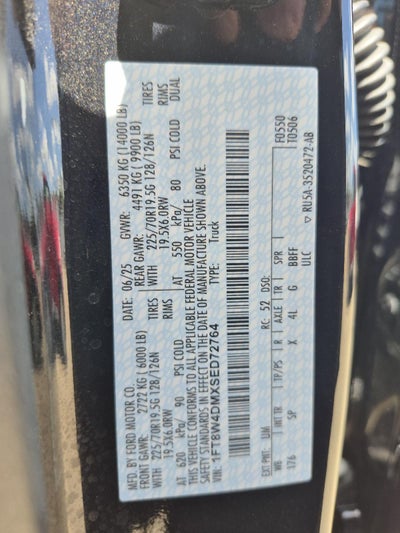 MFD. BY FORD MOTOR CO.
DATE: 06/25 GVWR: 6350 KG (14000 LB)
FRONT GAWR: 2722 KG (6000 LB) REAR GAWR: 4491 KG (9900 LB)
WITH 225/70R19.5G 128/126N TIRES WITH 225/70R19.5G 128/126N TIRES
19.5X6.0RW RIMS 19.5X6.0RW RIMS
AT 620 kPa/ 90 PSI COLD AT 550 kPa/ 80 PSI COLD DUAL
THIS VEHICLE CONFORMS TO ALL APPLICABLE FEDERAL MOTOR VEHICLE
SAFETY STANDARDS IN EFFECT ON THE DATE OF MANUFACTURE SHOWN ABOVE.
VIN: 1FT8W4DMXSED72764
Truck
F0550
T0506
EXT PNT: UM RC: 52 DSO:
WB INT TR TP/PS R AXLE TR SPR
176 5P X 4L G BBFF
ULC
▽ RU5A-3520472-AB